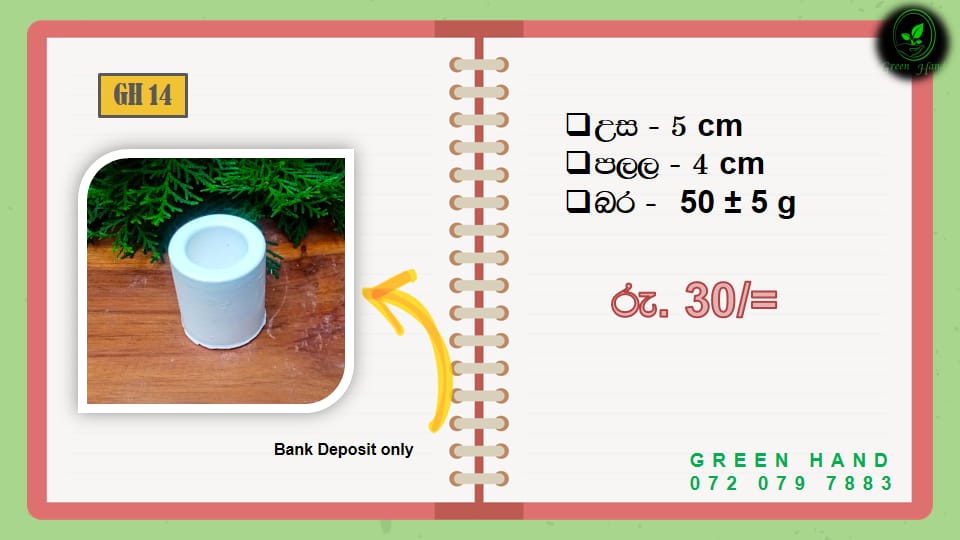 GH 14
Green Hand
උස - 5 cm
පලල - 4 cm
බර - 50 ± 5 g
රු. 30/=
Bank Deposit only
GREEN HAND
072 079 7883